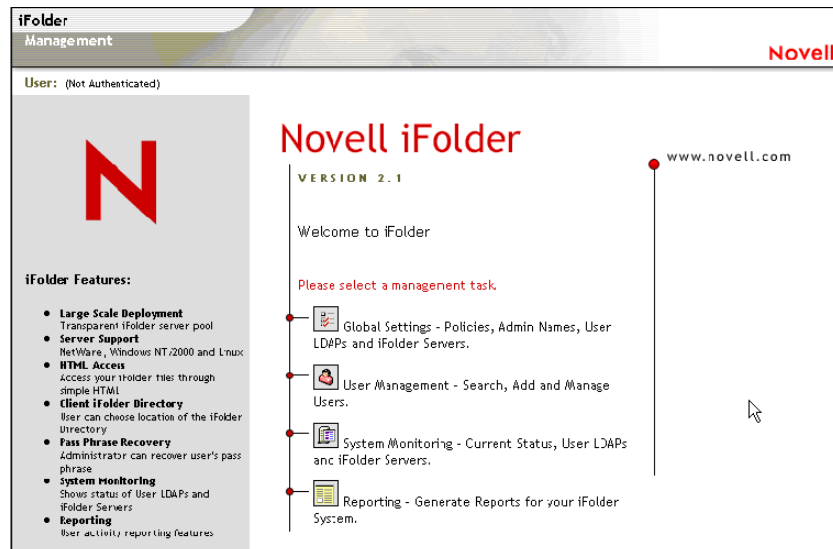 iFolder
Management
Novell
User: (Not Authenticated)
N
iFolder Features:
• Large Scale Deployment
Transparent iFolder server pool
• Server Support
NetWare, Windows NT/2000 and Linux
• HTML Access
Access your iFolder files through
simple HTML
• Client iFolder Directory
User can choose location of the iFolder
Directory
• Pass Phrase Recovery
Administrator can recover user's pass
phrase
• System Monitoring
Shows status of User LDAPs and
iFolder Servers
• Reporting
User activity reporting features
Novell iFolder
VERSION 2.1
Welcome to iFolder
Please select a management task.
Global Settings - Policies, Admin Names, User
LDAPs and iFolder Servers.
User Management - Search, Add and Manage
Users.
System Monitoring - Current Status, User LDAPs
and iFolder Servers.
Reporting - Generate Reports for your iFolder
System.
www.novell.com